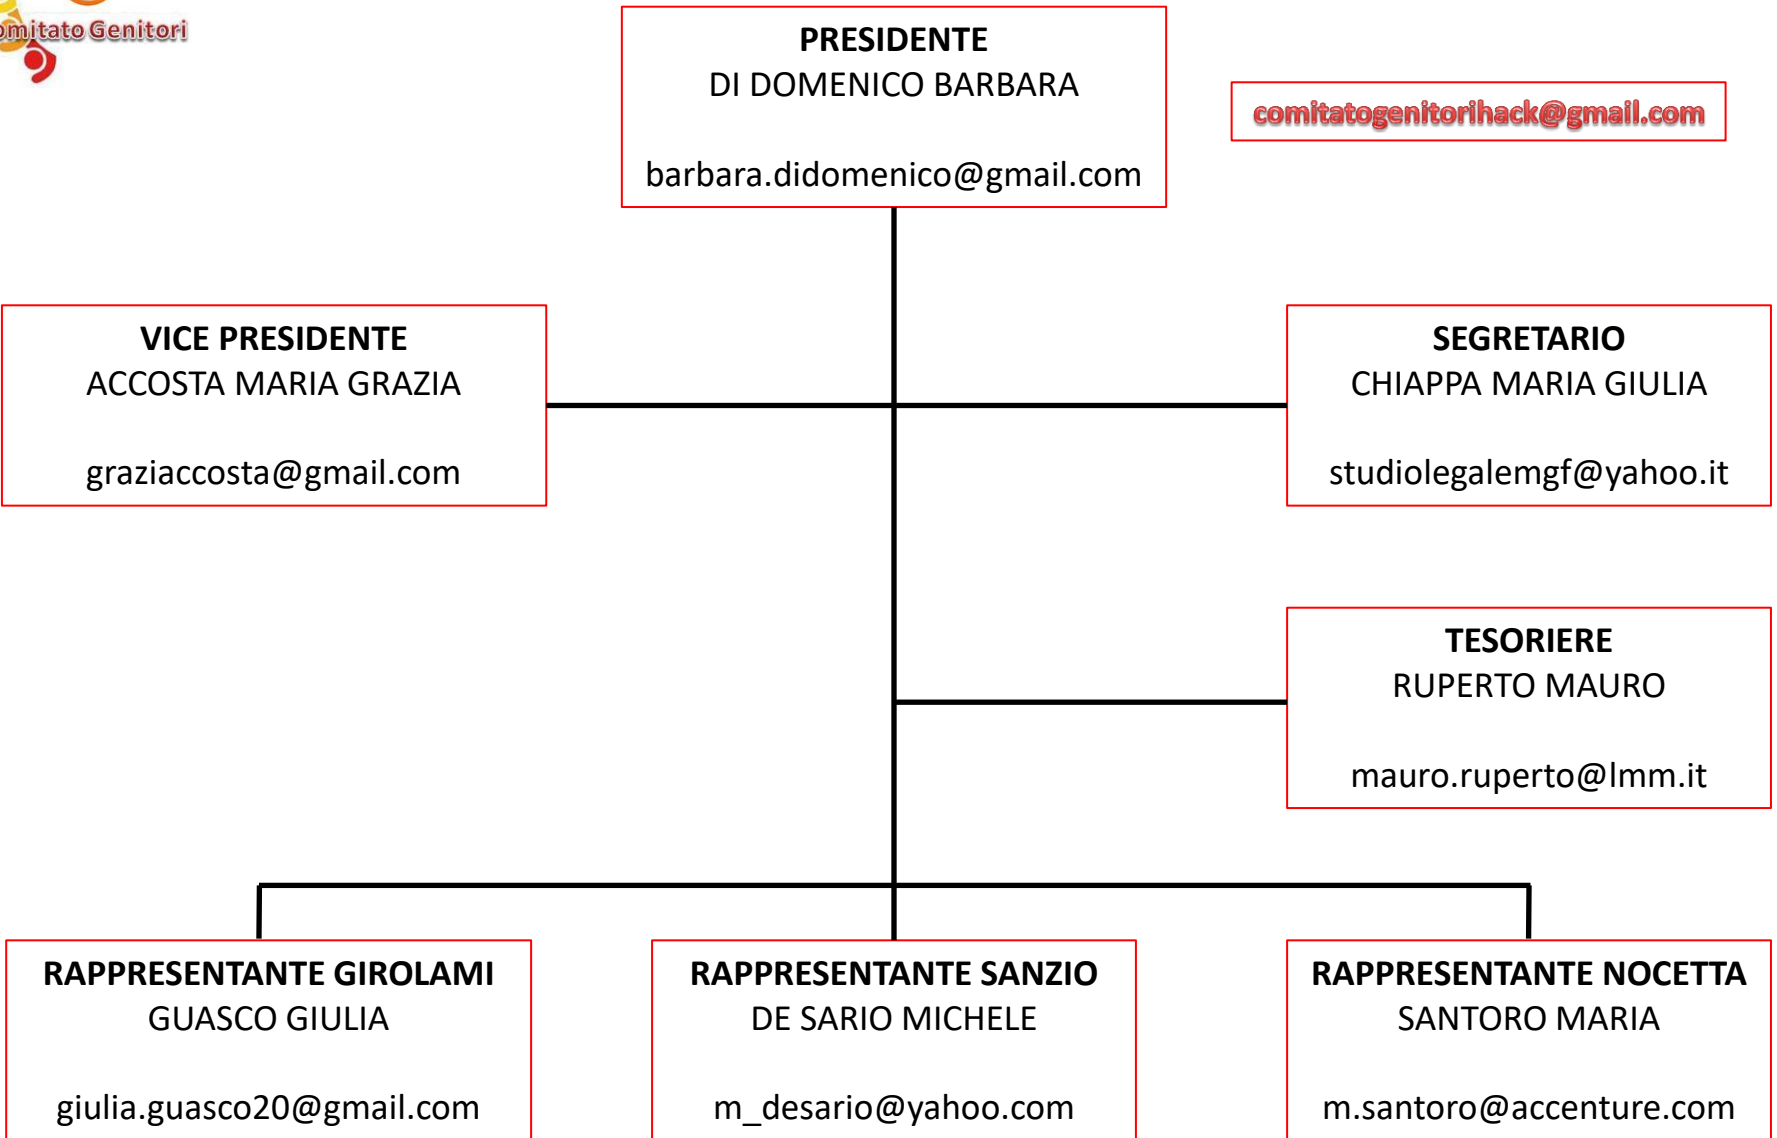 omitato Genitori
PRESIDENTE
DI DOMENICO BARBARA
barbara.didomenico@gmail.com
comitatogenitorihack@gmail.com
VICE PRESIDENTE
ACCOSTA MARIA GRAZIA
graziaccosta@gmail.com
SEGRETARIO
CHIAPPA MARIA GIULIA
studiolegalemgf@yahoo.it
TESORIERE
RUPERTO MAURO
mauro.ruperto@lmm.it
RAPPRESENTANTE GIROLAMI
GUASCO GIULIA
giulia.guasco20@gmail.com
RAPPRESENTANTE SANZIO
DE SARIO MICHELE
m_desario@yahoo.com
RAPPRESENTANTE NOCETTA
SANTORO MARIA
m.santoro@accenture.com